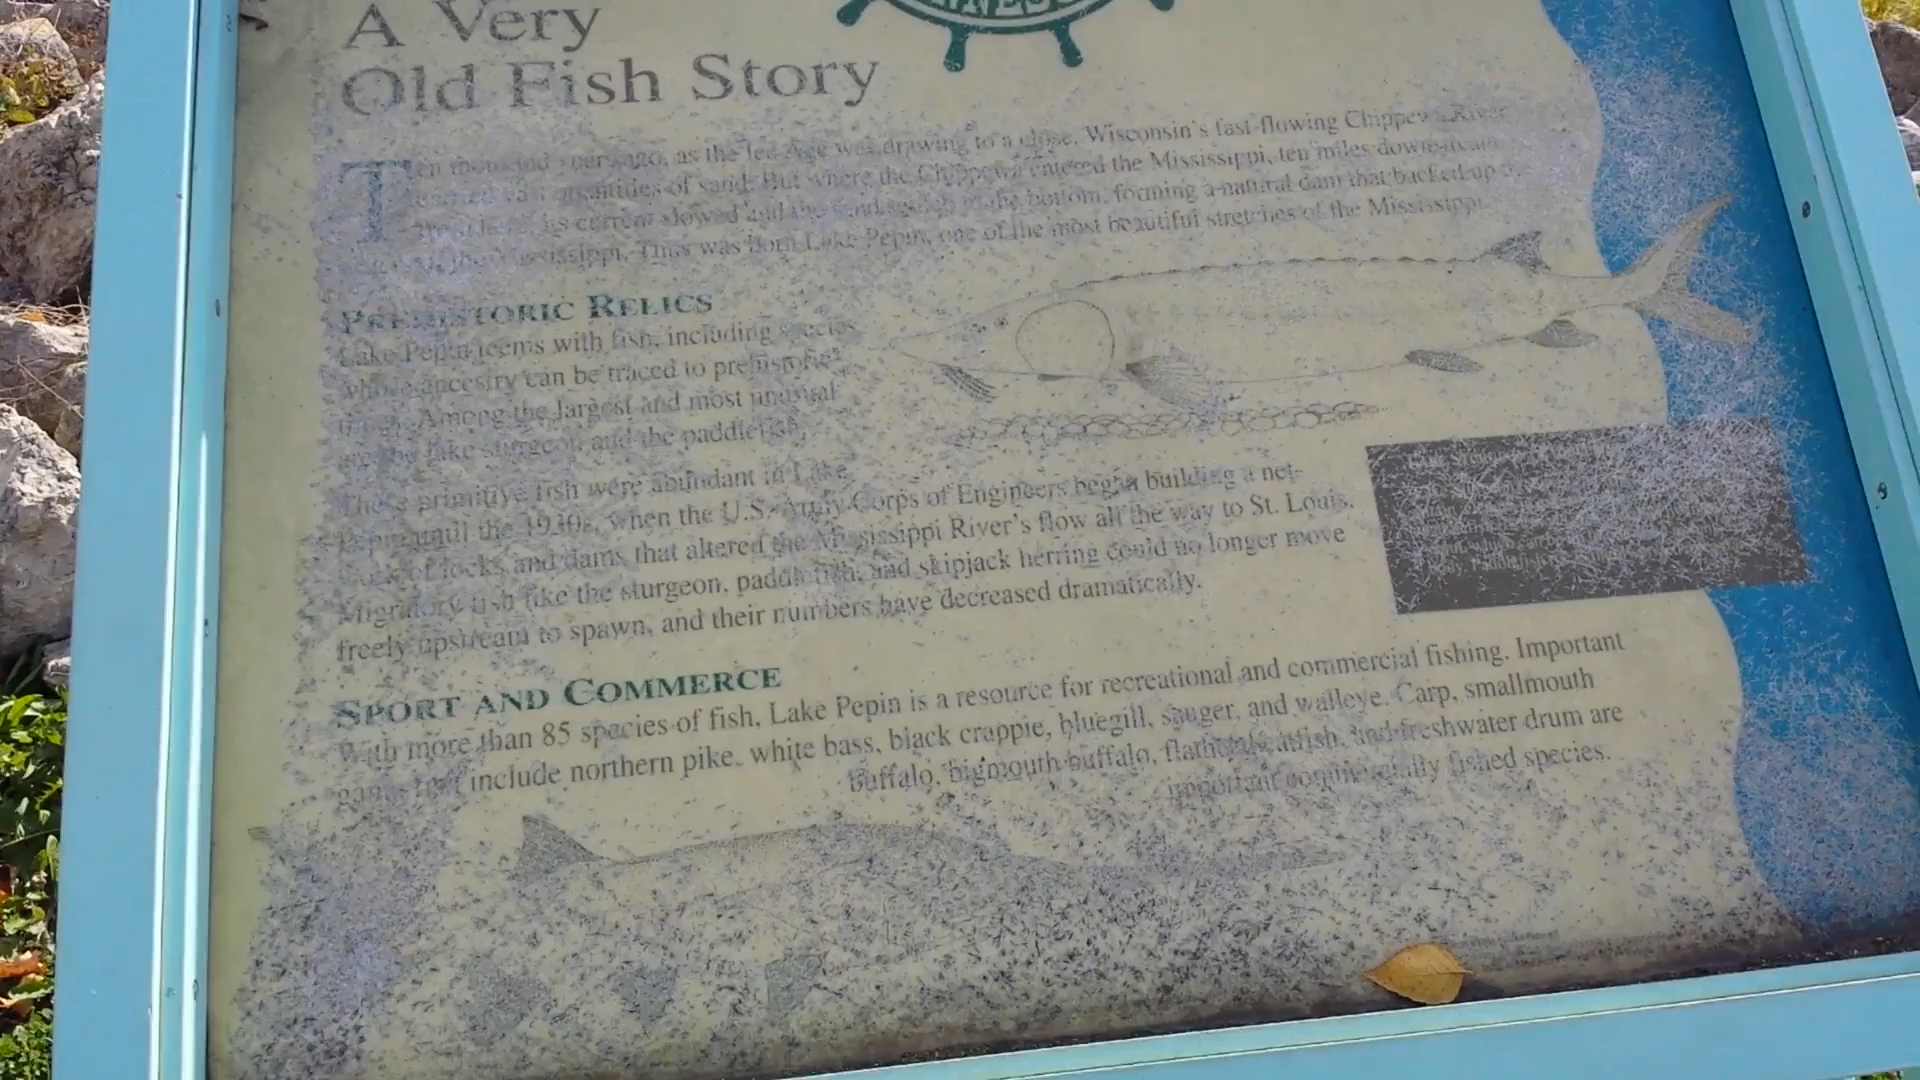 A Very
Old Fish Story
Ten thousand years ago, as the Ice Age was drawing to a close, Wisconsin's fast-flowing Chippewa River
carried vast quantities of sand. But where the Chippewa entered the Mississippi, ten miles downstream
its current slowed and the sand to the bottom, forming a natural dam that backed up
the Mississippi. Thus was born Lake Pepin, one of the most beautiful stretches of the Mississippi.
PREHISTORIC RELICS
Lake Pepin teems with fish, including species
whose ancestry can be traced to prehistoric
Among the largest and most unusual
are the lake sturgeon and the paddlefish.
These primitive fish were abundant in Lake
Pepin until the 1930s, when the U.S. Army Corps of Engineers began building a net-
work of locks and dams that altered the Mississippi River's flow all the way to St. Louis.
Migratory fish like the sturgeon, paddlefish, and skipjack herring could no longer move
freely upstream to spawn, and their numbers have decreased dramatically.
SPORT AND COMMERCE
With more than 85 species of fish, Lake Pepin is a resource for recreational and commercial fishing. Important
game fish include northern pike, white bass, black crappie, bluegill, sauger, and walleye. Carp, smallmouth
buffalo, bigmouth buffalo, flathead catfish, and freshwater drum are
important commercially fished species.